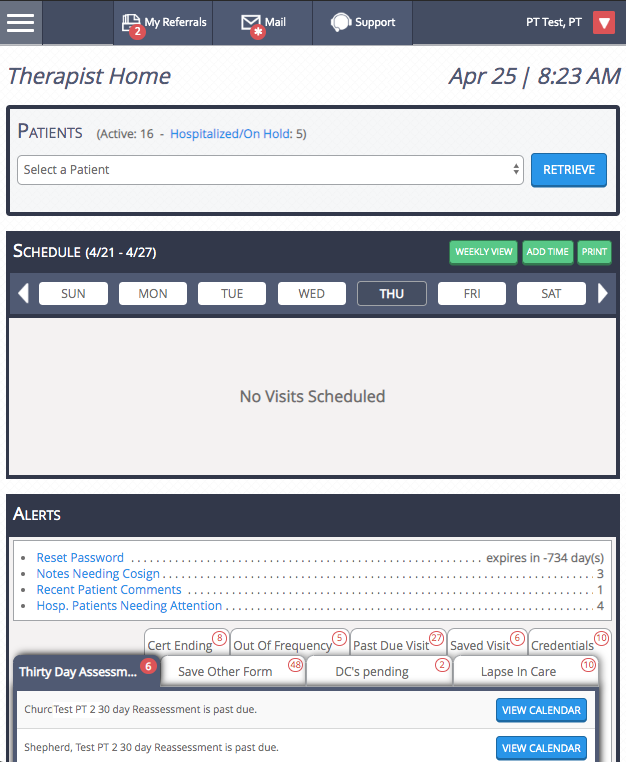 My Referrals 2 Mail * Support PT Test, PT
Therapist Home Apr 25 | 8:23 AM
PATIENTS (Active: 16 - Hospitalized/On Hold: 5)
Select a Patient RETRIEVE
SCHEDULE (4/21 - 4/27) WEEKLY VIEW ADD TIME PRINT
SUN MON TUE WED THU FRI SAT
No Visits Scheduled
ALERTS
• Reset Password expires in -734 day(s)
• Notes Needing Cosign 3
• Recent Patient Comments 1
• Hosp. Patients Needing Attention 4
Cert Ending 8 Out Of Frequency 5 Past Due Visit 27 Saved Visit 6 Credentials 10
Thirty Day Assessm... 6 Save Other Form 48 DC's pending 2 Lapse In Care 10
Churc Test PT 2 30 day Reassessment is past due. VIEW CALENDAR
Shepherd, Test PT 2 30 day Reassessment is past due. VIEW CALENDAR